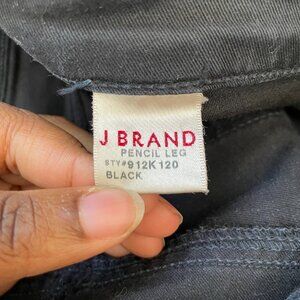 J BRAND
PENCIL LEG
STY#912K120
BLACK